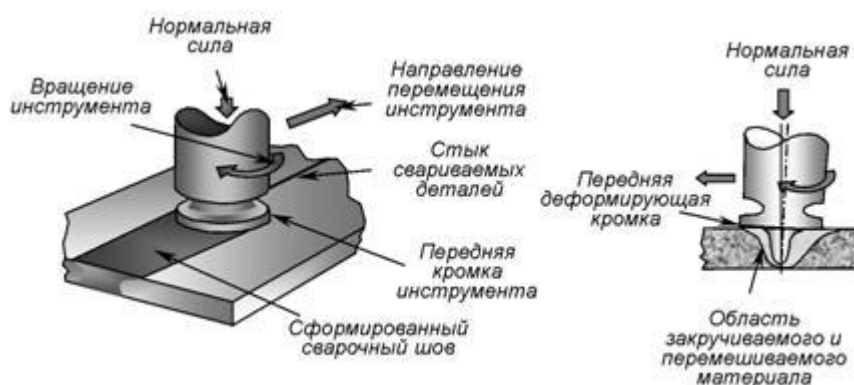 Нормальная
сила
Вращение
инструмента
Направление
перемещения
инструмента
Стык
свариваемых
деталей
Передняя
кромка
инструмента
Сформированный
сварочный шов
Нормальная
сила
Передняя
деформирующая
кромка
Область
закручиваемого и
перемешиваемого
материала